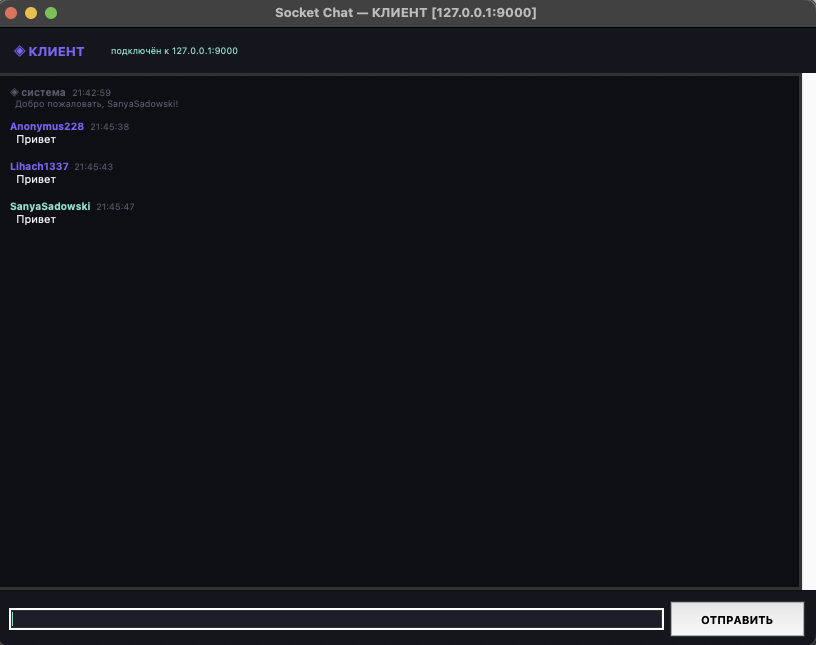 Socket Chat — КЛИЕНТ [127.0.0.1:9000]
◈ КЛИЕНТ подключён к 127.0.0.1:9000
◈ система 21:42:59
Добро пожаловать, SanyaSadowski!
Anonymus228 21:45:38
Привет
Lihach1337 21:45:43
Привет
SanyaSadowski 21:45:47
Привет
ОТПРАВИТЬ